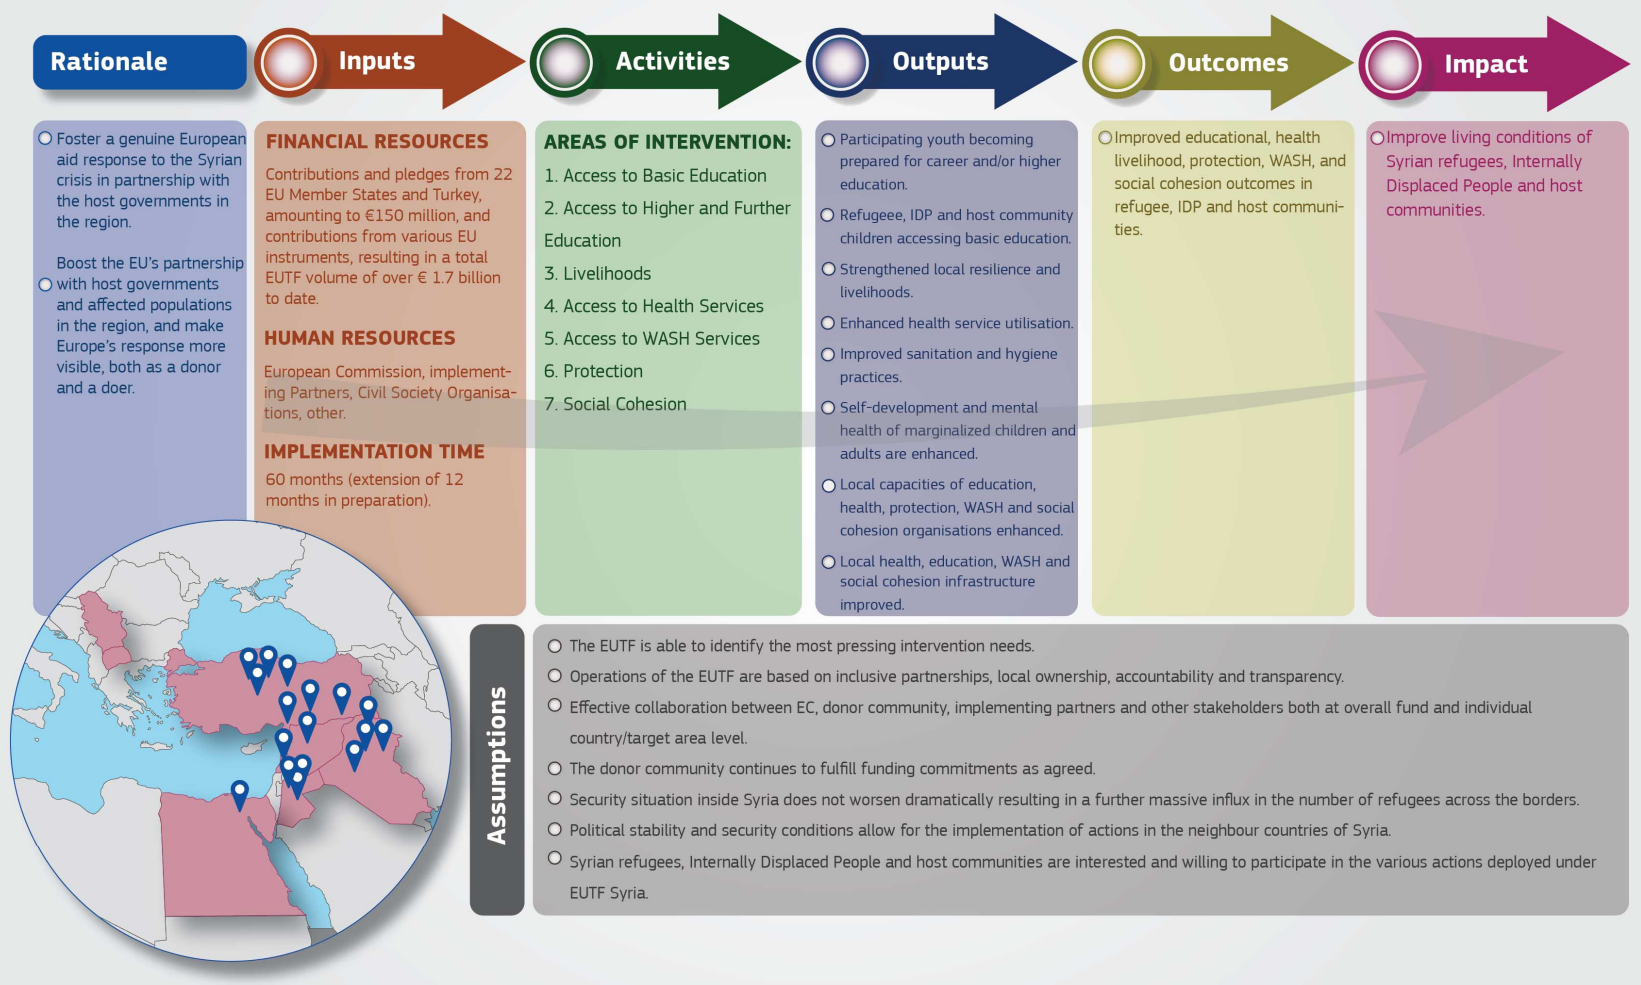 Rationale
Inputs
Activities
Outputs
Outcomes
Impact
Foster a genuine European
aid response to the Syrian
crisis in partnership with
the host governments in
the region.
Boost the EU's partnership
with host governments
and affected populations
in the region, and make
Europe's response more
visible, both as a donor
and a doer.
FINANCIAL RESOURCES
Contributions and pledges from 22
EU Member States and Turkey,
amounting to €150 million, and
contributions from various EU
instruments, resulting in a total
EUTF volume of over € 1.7 billion
to date.
HUMAN RESOURCES
European Commission, implement-
ing Partners, Civil Society Organisa-
tions, other.
IMPLEMENTATION TIME
60 months (extension of 12
months in preparation).
AREAS OF INTERVENTION:
1. Access to Basic Education
2. Access to Higher and Further
Education
3. Livelihoods
4. Access to Health Services
5. Access to WASH Services
6. Protection
7. Social Cohesion
Participating youth becoming
prepared for career and/or higher
education.
Refugeee, IDP and host community
children accessing basic education.
Strengthened local resilience and
livelihoods.
Enhanced health service utilisation.
Improved sanitation and hygiene
practices.
Self-development and mental
health of marginalized children and
adults are enhanced.
Local capacities of education,
health, protection, WASH and social
cohesion organisations enhanced.
Local health, education, WASH and
social cohesion infrastructure
improved.
Improved educational, health
livelihood, protection, WASH, and
social cohesion outcomes in
refugee, IDP and host communi-
ties.
Improve living conditions of
Syrian refugees, Internally
Displaced People and host
communities.
Assumptions
The EUTF is able to identify the most pressing intervention needs.
Operations of the EUTF are based on inclusive partnerships, local ownership, accountability and transparency.
Effective collaboration between EC, donor community, implementing partners and other stakeholders both at overall fund and individual
country/target area level.
The donor community continues to fulfill funding commitments as agreed.
Security situation inside Syria does not worsen dramatically resulting in a further massive influx in the number of refugees across the borders.
Political stability and security conditions allow for the implementation of actions in the neighbour countries of Syria.
Syrian refugees, Internally Displaced People and host communities are interested and willing to participate in the various actions deployed under
EUTF Syria.